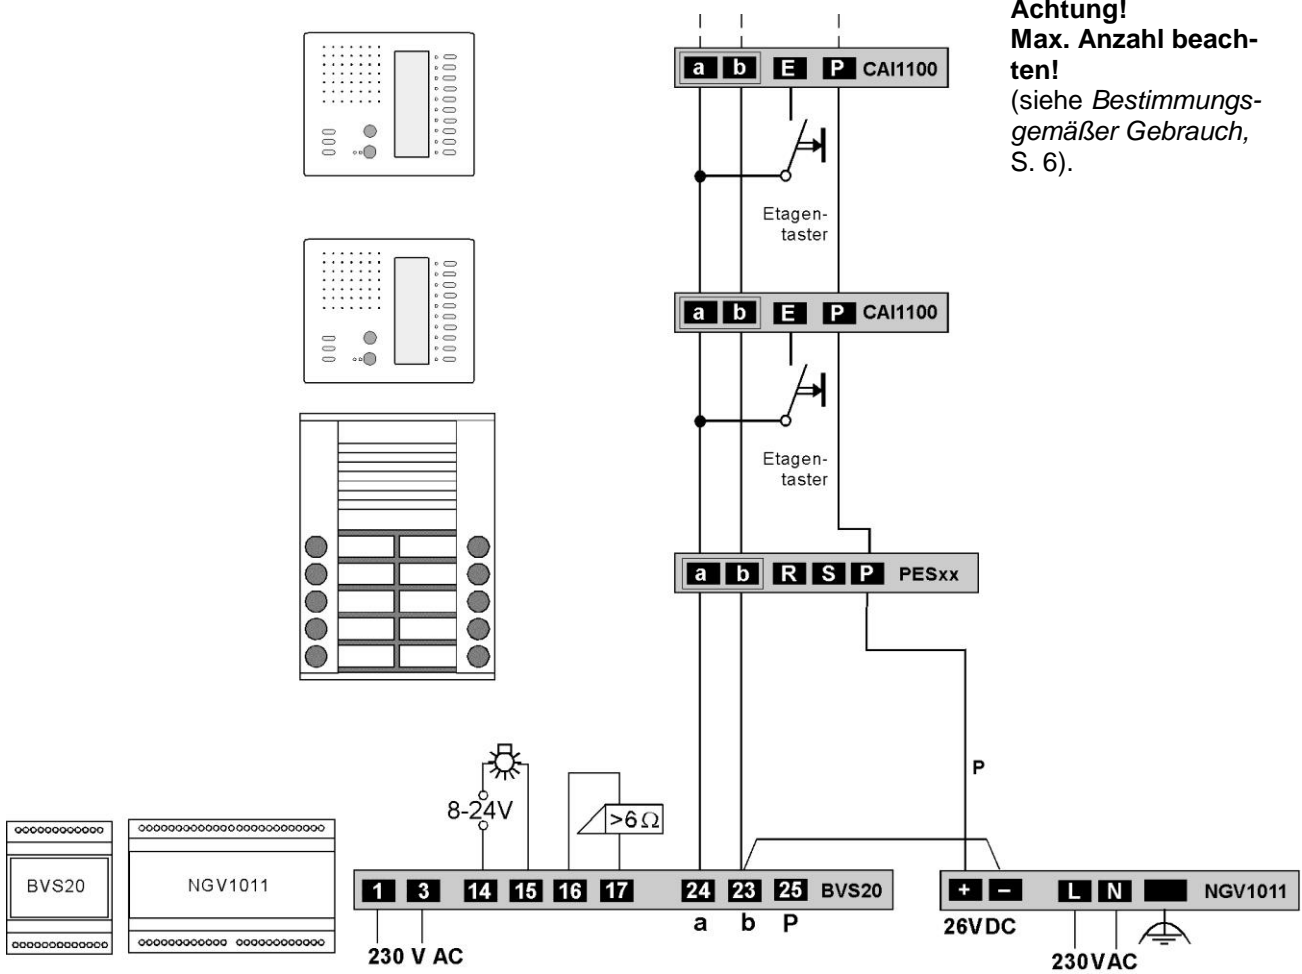 Achtung!
Max. Anzahl beach-
ten!
(siehe Bestimmungs-
gemäßer Gebrauch,
S. 6).
a b E P CAI1100
Etagen-
taster
a b E P CAI1100
Etagen-
taster
a b R S P PESxx
P
8-24V
>6Ω
BVS20
NGV1011
1 3 14 15 16 17 24 23 25 BVS20
a b P
230 V AC
+ – L N NGV1011
26VDC
230VAC